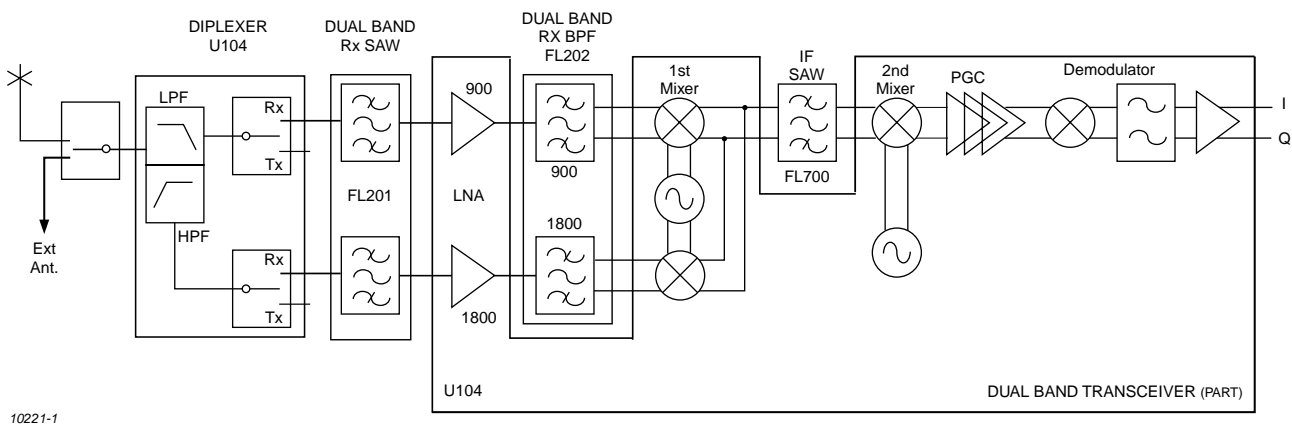 DIPLEXER
U104
DUAL BAND
Rx SAW
DUAL BAND
RX BPF
FL202
1st
Mixer
IF
SAW
2nd
Mixer
PGC
Demodulator
LPF
Rx
Tx
900
900
FL700
I
Q
HPF
FL201
LNA
1800
Ext
Ant.
Rx
Tx
1800
U104
DUAL BAND TRANSCEIVER (PART)
10221-1